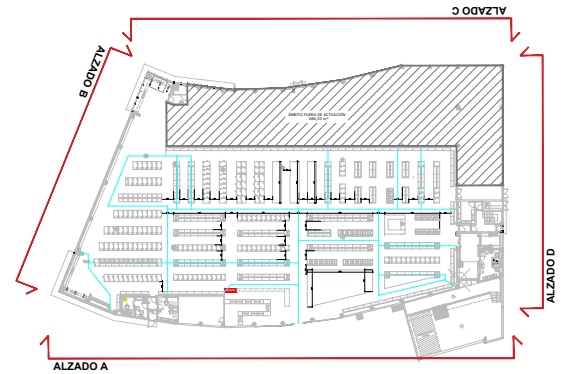 ALZADO C
ALZADO B
ÁMBITO FUERA DE ACTUACIÓN
ALZADO D
ALZADO A